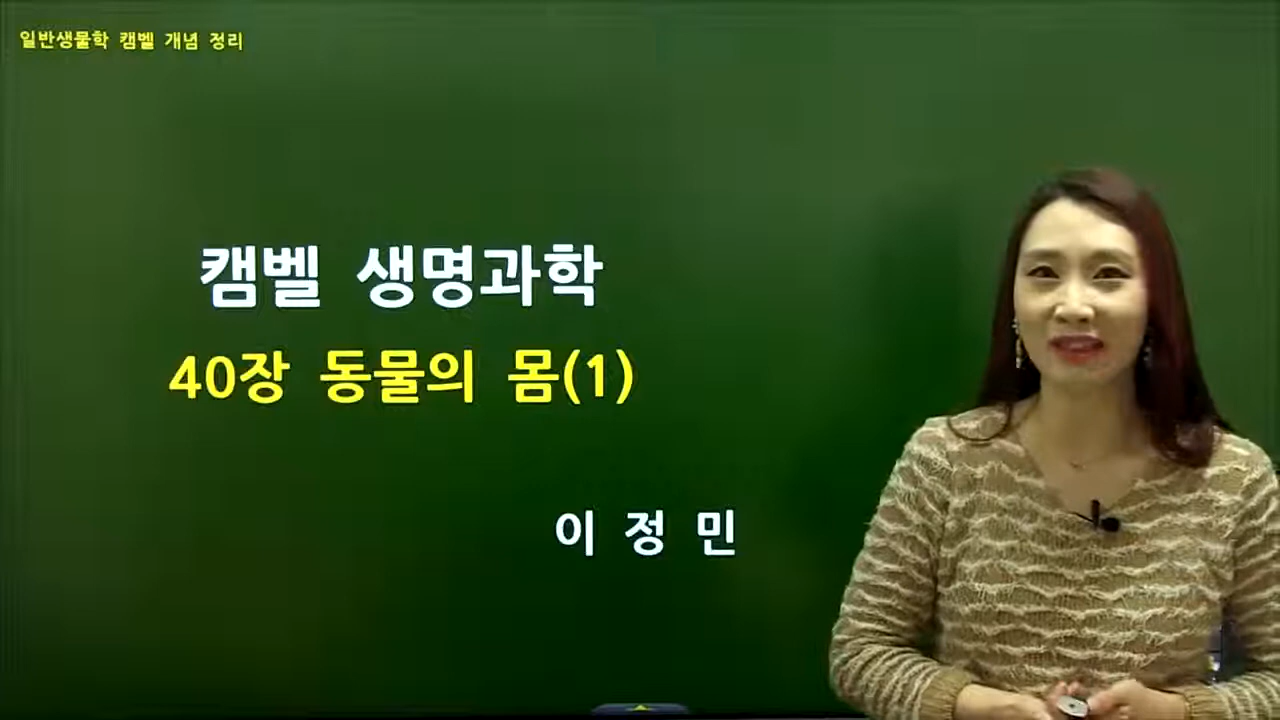 일반생물학 캠벨 개념 정리
캠벨 생명과학
40장 동물의 몸(1)
이 정 민